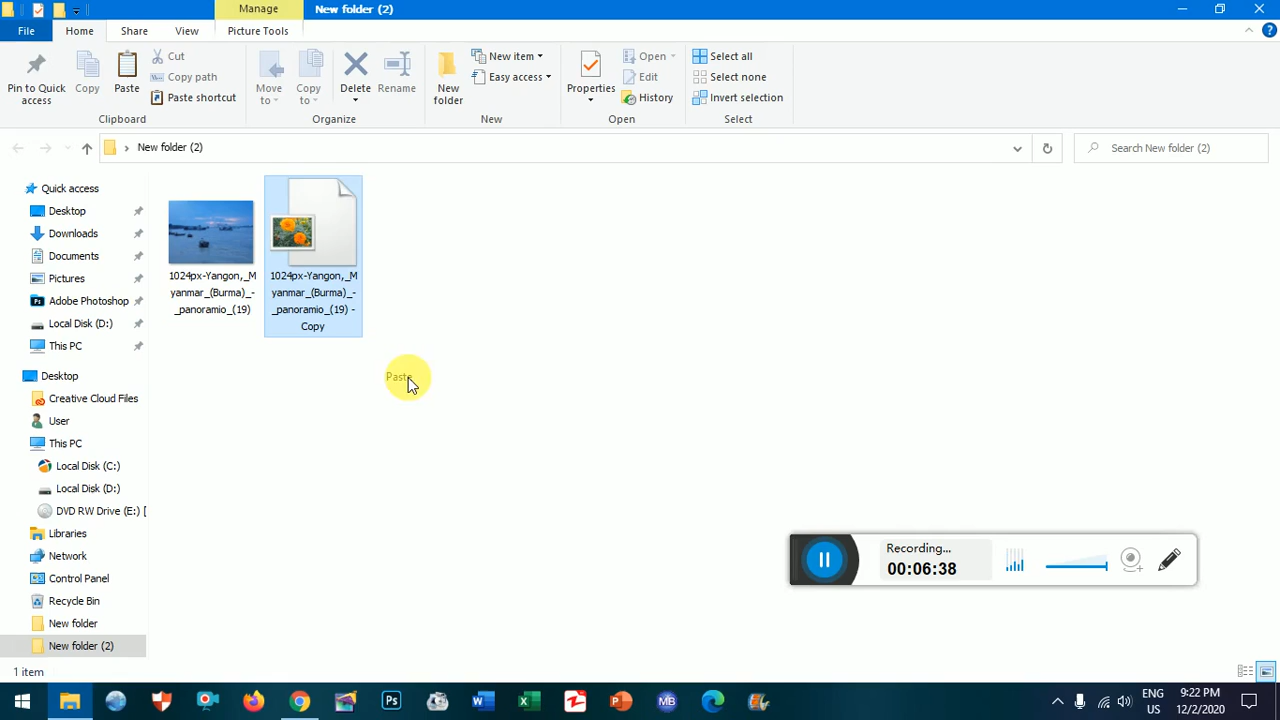 Manage
New folder (2)
File
Home
Share
View
Picture Tools
Pin to Quick
access
Copy
Paste
Cut
Copy path
Paste shortcut
Clipboard
Move
to
Copy
to
Delete
Rename
Organize
New
folder
New item
Easy access
New
Properties
Open
Edit
History
Open
Select all
Select none
Invert selection
Select
New folder (2)
Search New folder (2)
Quick access
Desktop
Downloads
Documents
Pictures
Adobe Photoshop
Local Disk (D:)
This PC
Desktop
Creative Cloud Files
User
This PC
Local Disk (C:)
Local Disk (D:)
DVD RW Drive (E:) [
Libraries
Network
Control Panel
Recycle Bin
New folder
New folder (2)
1024px-Yangon,_M
yanmar_(Burma)_-
_panoramio_(19)
1024px-Yangon,_M
yanmar_(Burma)_-
_panoramio_(19) -
Copy
Paste
Recording...
00:06:38
1 item
Ps
MB
ENG
US
9:22 PM
12/2/2020